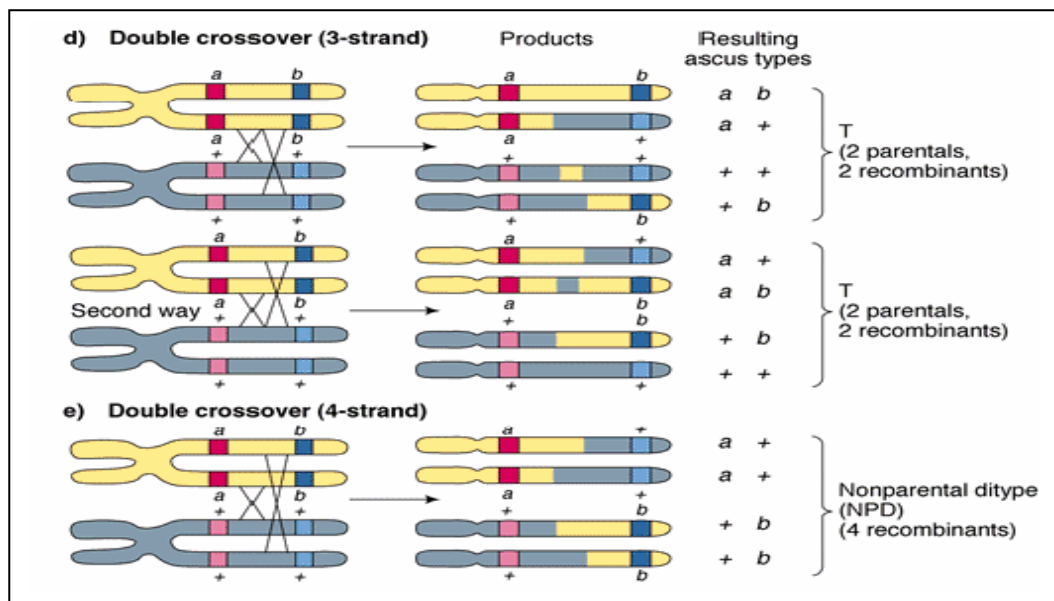 d) Double crossover (3-strand) Products Resulting
ascus types
a b a b
a b
a +
a b a +
+ + + +
+ +
+ b
+ + + b
T
(2 parentals,
2 recombinants)
a b a +
a +
a b
Second way a b a b
+ + + b
+ b
+ +
+ + + +
T
(2 parentals,
2 recombinants)
e) Double crossover (4-strand)
a b a +
a +
a +
a b a +
+ + + b
+ b
+ b
+ + + b
Nonparental ditype
(NPD)
(4 recombinants)